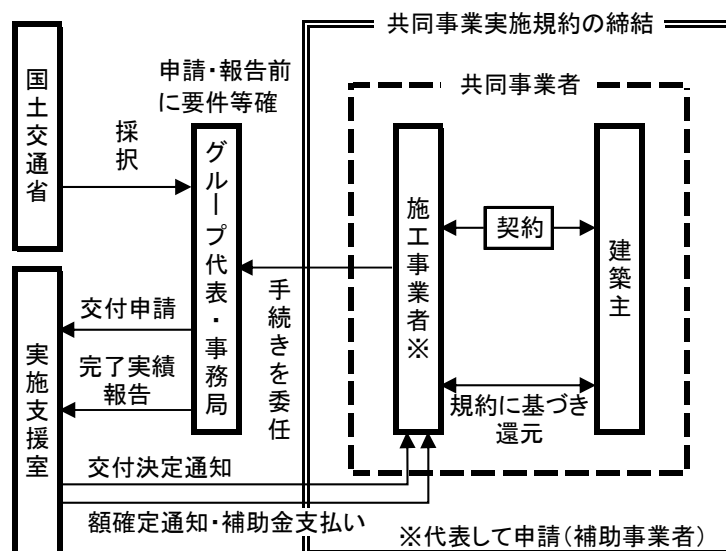 共同事業実施規約の締結
国土交通省
申請・報告前
に要件等確
共同事業者
採択
グループ代表・事務局
施工事業者※
契約
建築主
手続きを委任
交付申請
完了実績
報告
実施支援室
規約に基づき
還元
交付決定通知
額確定通知・補助金支払い
※代表して申請(補助事業者)